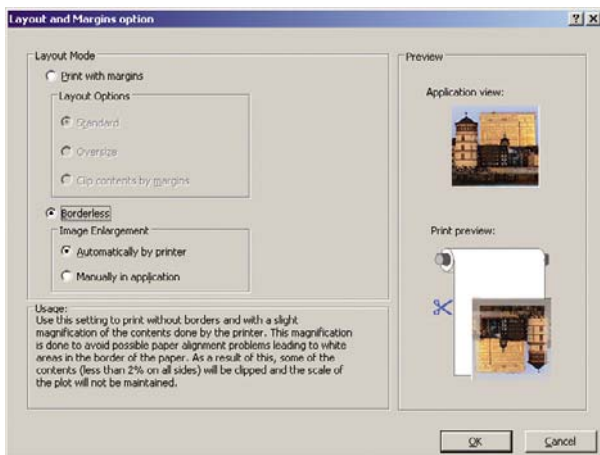 Layout and Margins option
Layout Mode
Print with margins
Layout Options
Standard
Oversize
Clip contents by margins
Borderless
Image Enlargement
Automatically by printer
Manually in application
Usage:
Use this setting to print without borders and with a slight
magnification of the contents done by the printer. This magnification
is done to avoid possible paper alignment problems leading to white
areas in the border of the paper. As a result of this, some of the
contents (less than 2% on all sides) will be clipped and the scale of
the plot will not be maintained.
Preview
Application view:
Print preview:
OK
Cancel